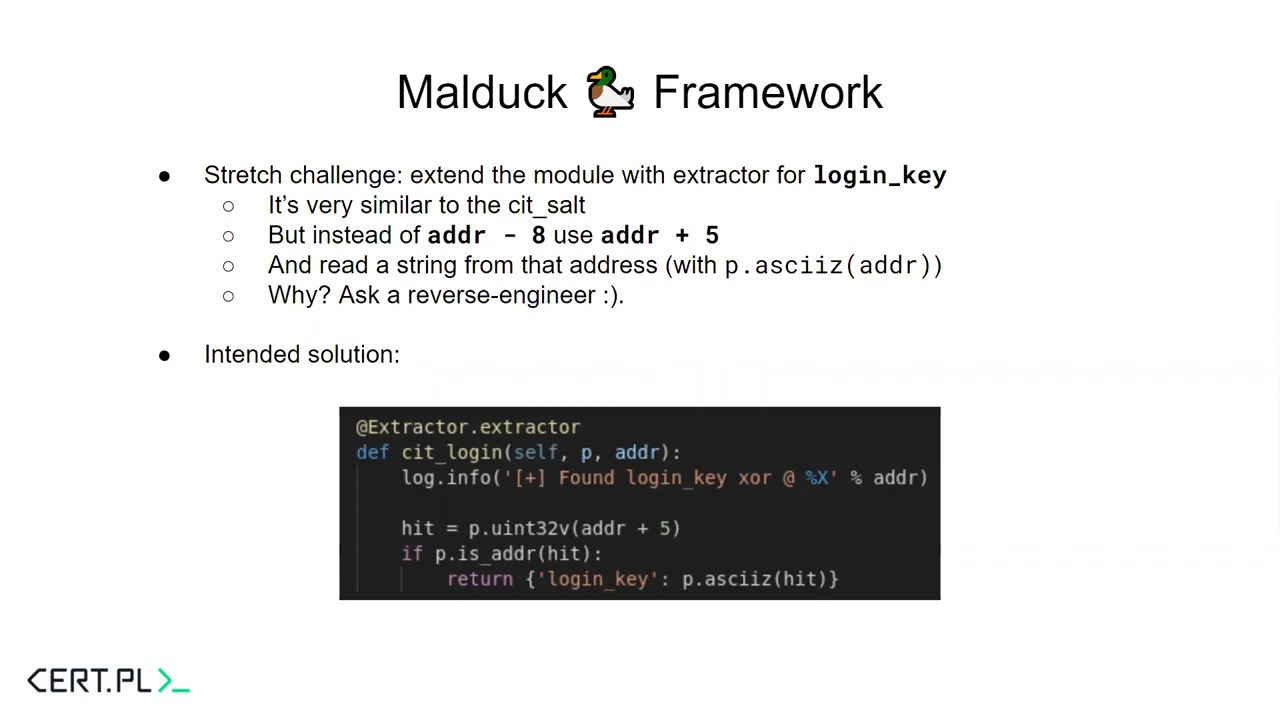 Malduck 🦆 Framework
● Stretch challenge: extend the module with extractor for login_key
○ It’s very similar to the cit_salt
○ But instead of addr - 8 use addr + 5
○ And read a string from that address (with p.asciiz(addr))
○ Why? Ask a reverse-engineer :).
● Intended solution:
@Extractor.extractor
def cit_login(self, p, addr):
    log.info('[+] Found login_key xor @ %X' % addr)
    hit = p.uint32v(addr + 5)
    if p.is_addr(hit):
        return {'login_key': p.asciiz(hit)}
CERT.PL>_